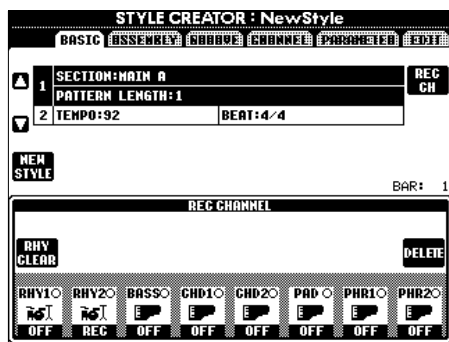 STYLE CREATOR : NewStyle
BASIC ASSEMBLY GROOVE CHANNEL PARAMETER EDIT
1 SECTION:MAIN A
PATTERN LENGTH:1
REC CH
2 TEMPO:92 BEAT:4/4
NEW STYLE
BAR: 1
REC CHANNEL
RHY CLEAR
DELETE
RHY1 RHY2 BASS CHD1 CHD2 PAD PHR1 PHR2
OFF REC OFF OFF OFF OFF OFF OFF